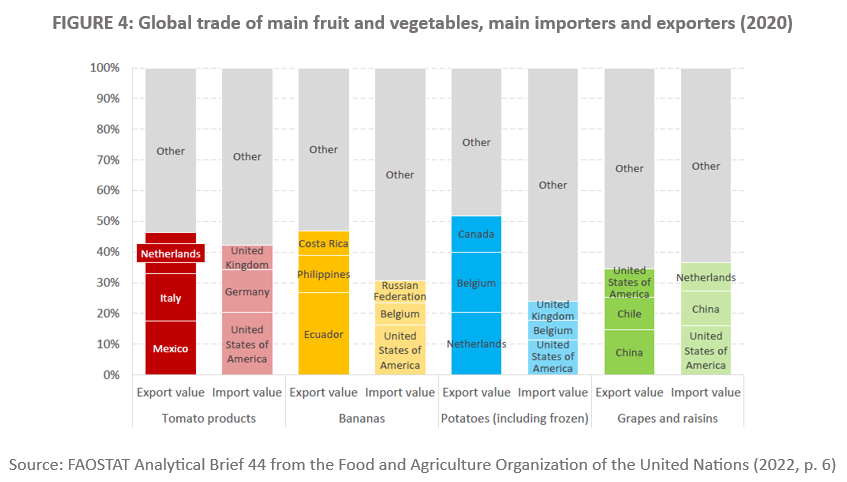 FIGURE 4: Global trade of main fruit and vegetables, main importers and exporters (2020)
100%
90%
80%
70%
60%
50%
40%
30%
20%
10%
0%
Other
Netherlands
Italy
Mexico
Other
United
Kingdom
Germany
United
States of
America
Other
Costa Rica
Philippines
Ecuador
Other
Russian
Federation
Belgium
United
States of
America
Other
Canada
Belgium
Netherlands
Other
United
Kingdom
Belgium
United
States of
America
Other
United
States of
America
Chile
China
Other
Netherlands
China
United
States of
America
Export value Import value Export value Import value Export value Import value Export value Import value
Tomato products Bananas Potatoes (including frozen) Grapes and raisins
Source: FAOSTAT Analytical Brief 44 from the Food and Agriculture Organization of the United Nations (2022, p. 6)